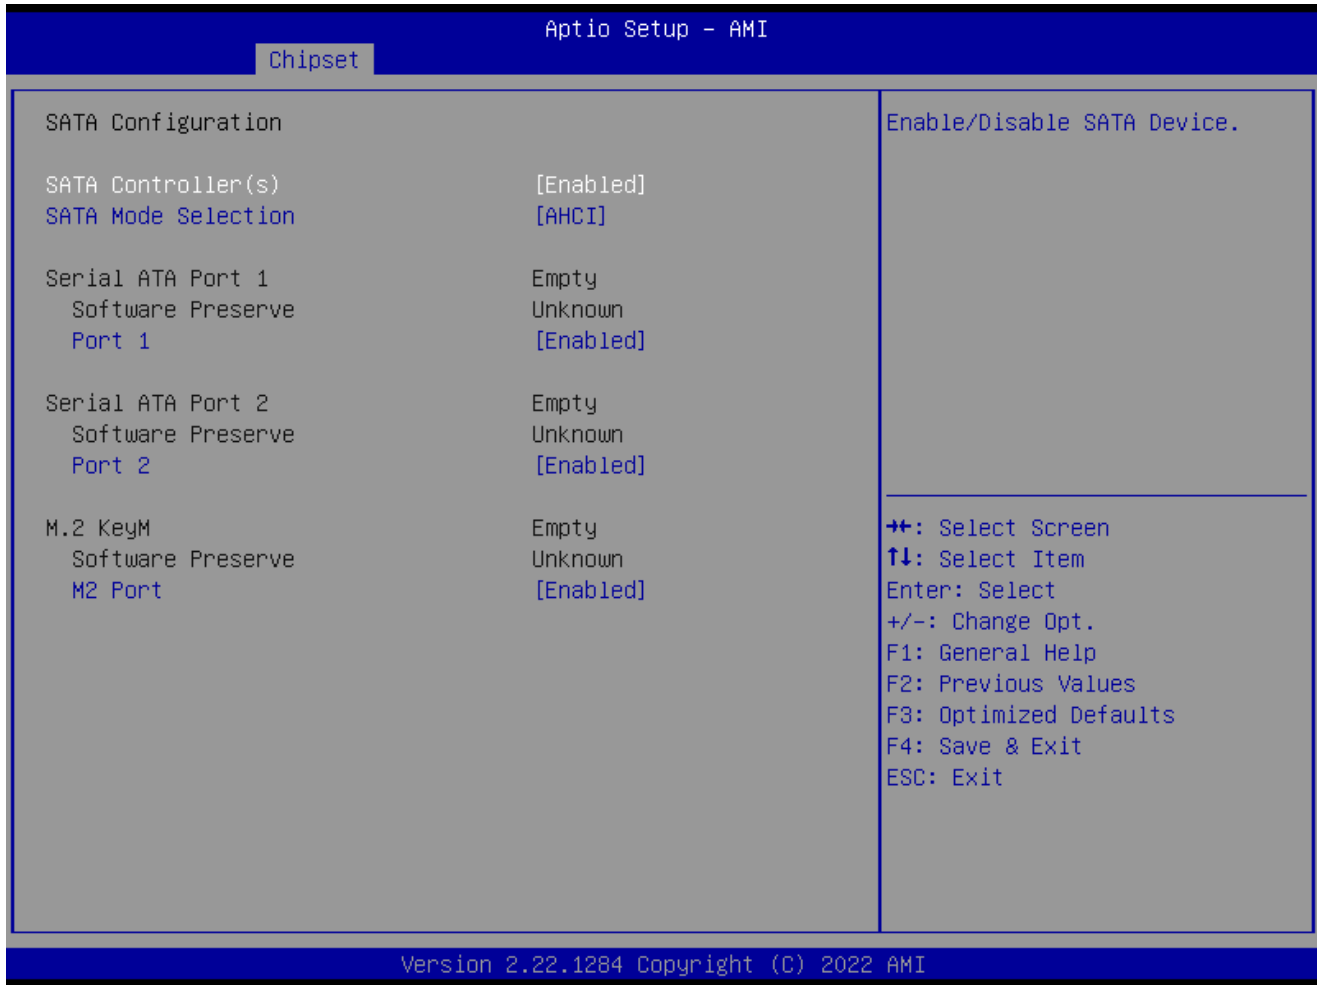 Aptio Setup – AMI
Chipset
SATA Configuration
SATA Controller(s) [Enabled]
SATA Mode Selection [AHCI]
Serial ATA Port 1 Empty
Software Preserve Unknown
Port 1 [Enabled]
Serial ATA Port 2 Empty
Software Preserve Unknown
Port 2 [Enabled]
M.2 KeyM Empty
Software Preserve Unknown
M2 Port [Enabled]
Enable/Disable SATA Device.
→←: Select Screen
↑↓: Select Item
Enter: Select
+/-: Change Opt.
F1: General Help
F2: Previous Values
F3: Optimized Defaults
F4: Save & Exit
ESC: Exit
Version 2.22.1284 Copyright (C) 2022 AMI